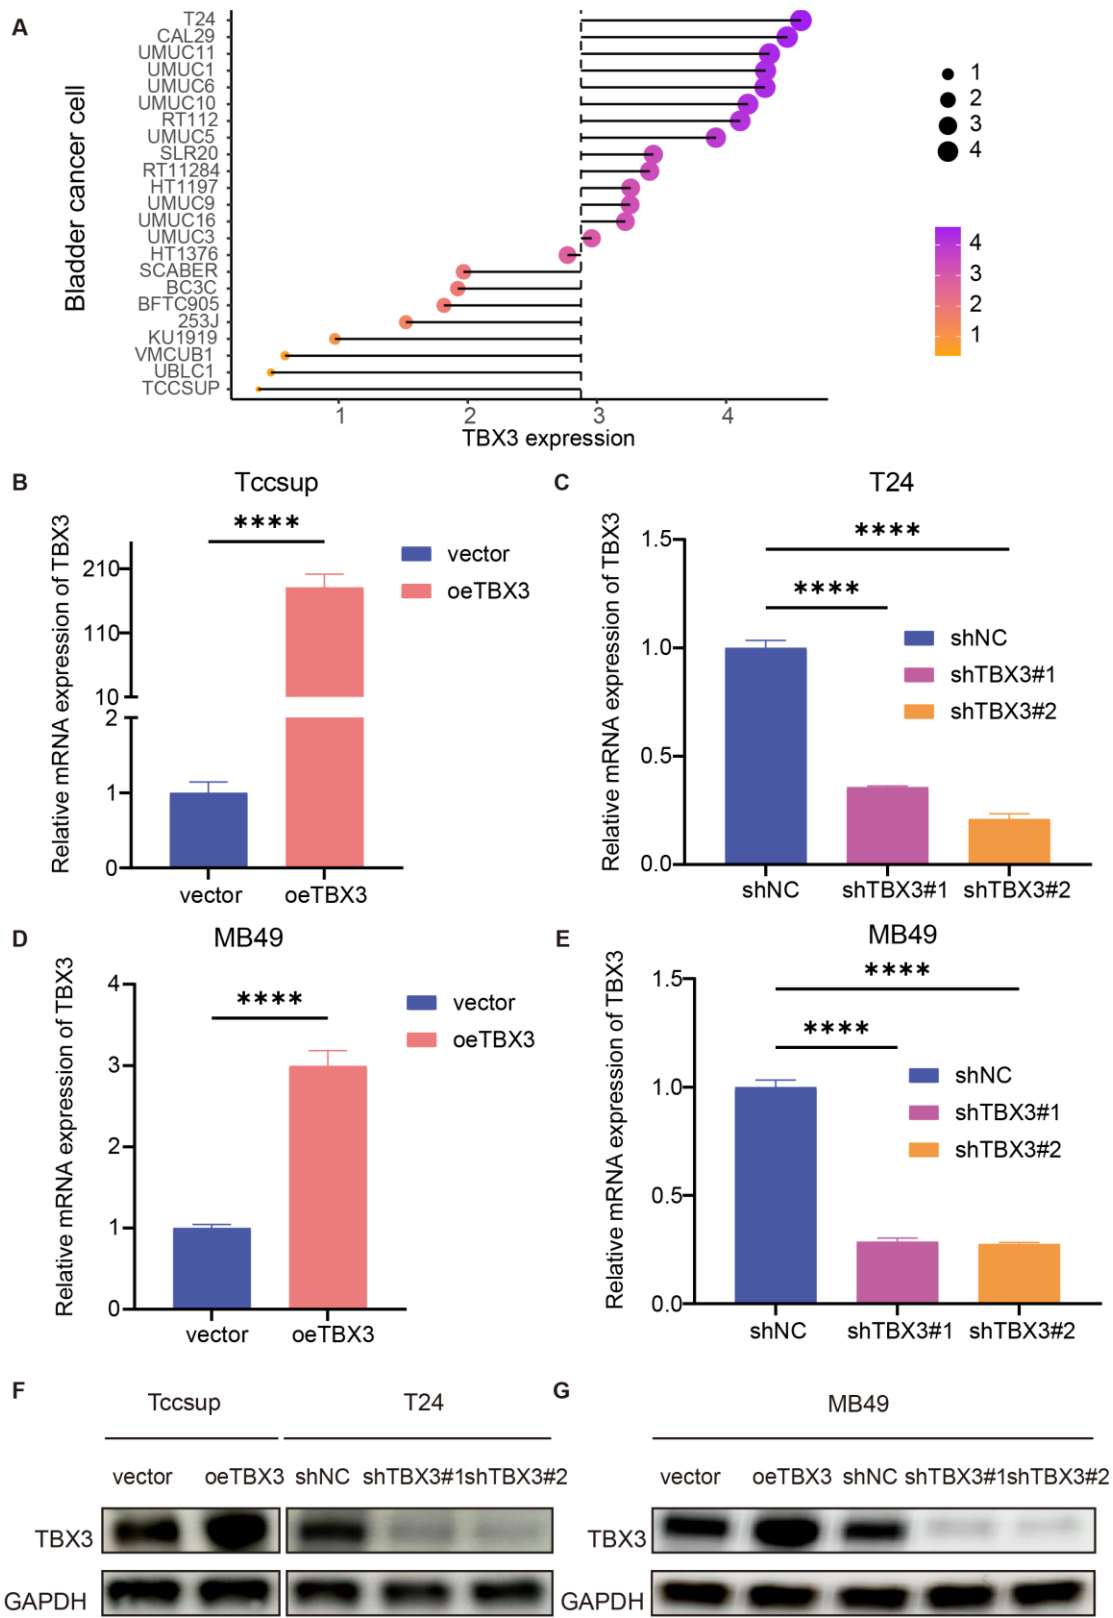 A
Bladder cancer cell
T24
CAL29
UMUC11
UMUC1
UMUC6
UMUC10
RT112
UMUC5
SLR20
RT11284
HT1197
UMUC9
UMUC16
UMUC3
HT1376
SCABER
BC3C
BFTC905
253J
KU1919
VMCUB1
UBLC1
TCCSUP
1 2 3 4
TBX3 expression
1
2
3
4
4
3
2
1
B
Tccsup
Relative mRNA expression of TBX3
210
110
10
2
1
0
****
vector
oeTBX3
vector oeTBX3
C
T24
Relative mRNA expression of TBX3
1.5
1.0
0.5
0.0
****
****
shNC
shTBX3#1
shTBX3#2
shNC shTBX3#1 shTBX3#2
D
MB49
Relative mRNA expression of TBX3
4
3
2
1
0
****
vector
oeTBX3
vector oeTBX3
E
MB49
Relative mRNA expression of TBX3
1.5
1.0
0.5
0.0
****
****
shNC
shTBX3#1
shTBX3#2
shNC shTBX3#1 shTBX3#2
F
Tccsup T24
vector oeTBX3 shNC shTBX3#1shTBX3#2
TBX3
GAPDH
G
MB49
vector oeTBX3 shNC shTBX3#1shTBX3#2
TBX3
GAPDH